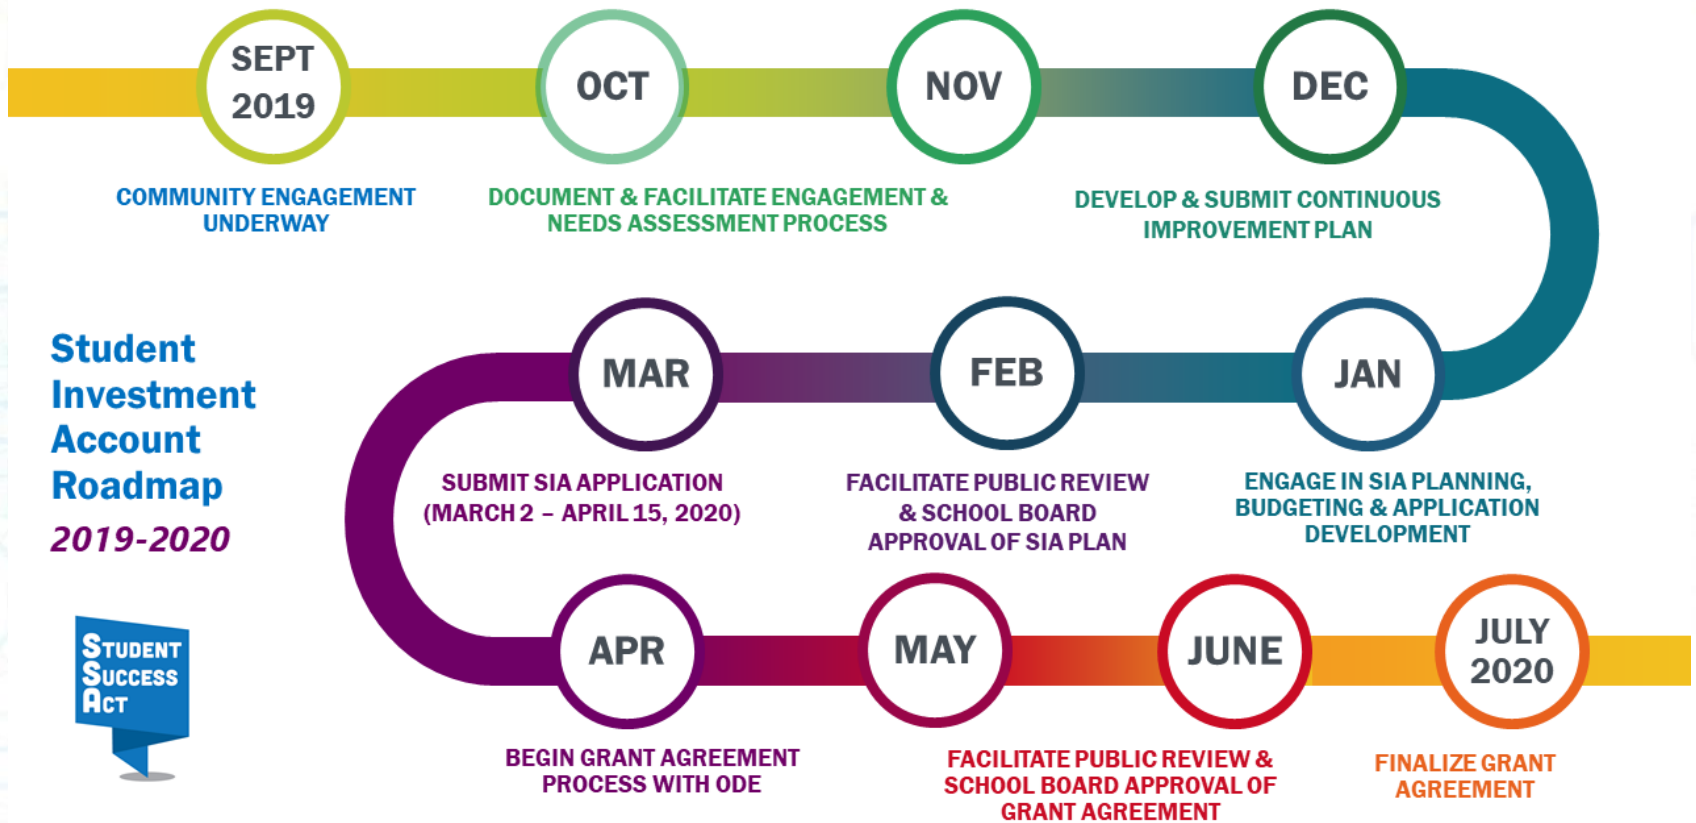 SEPT
2019
OCT
NOV
DEC
COMMUNITY ENGAGEMENT
UNDERWAY
DOCUMENT & FACILITATE ENGAGEMENT &
NEEDS ASSESSMENT PROCESS
DEVELOP & SUBMIT CONTINUOUS
IMPROVEMENT PLAN
Student
Investment
Account
Roadmap
2019-2020
MAR
FEB
JAN
SUBMIT SIA APPLICATION
(MARCH 2 – APRIL 15, 2020)
FACILITATE PUBLIC REVIEW
& SCHOOL BOARD
APPROVAL OF SIA PLAN
ENGAGE IN SIA PLANNING,
BUDGETING & APPLICATION
DEVELOPMENT
STUDENT
SUCCESS
ACT
APR
MAY
JUNE
JULY
2020
BEGIN GRANT AGREEMENT
PROCESS WITH ODE
FACILITATE PUBLIC REVIEW &
SCHOOL BOARD APPROVAL OF
GRANT AGREEMENT
FINALIZE GRANT
AGREEMENT